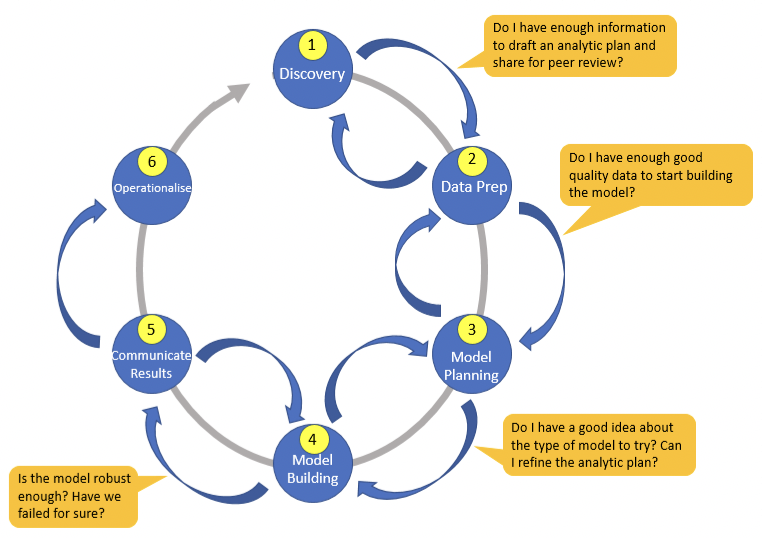 1
Discovery
Do I have enough information
to draft an analytic plan and
share for peer review?
2
Data Prep
Do I have enough good
quality data to start building
the model?
3
Model
Planning
Do I have a good idea about
the type of model to try? Can
I refine the analytic plan?
4
Model
Building
Is the model robust
enough? Have we
failed for sure?
5
Communicate
Results
6
Operationalise